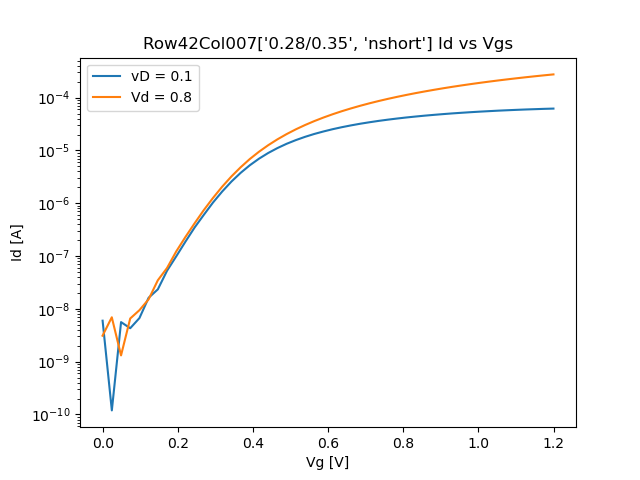 Row42Col007['0.28/0.35', 'nshort'] Id vs Vgs
vD = 0.1
Vd = 0.8
Id [A]
10⁻⁴
10⁻⁵
10⁻⁶
10⁻⁷
10⁻⁸
10⁻⁹
10⁻¹⁰
0.0 0.2 0.4 0.6 0.8 1.0 1.2
Vg [V]